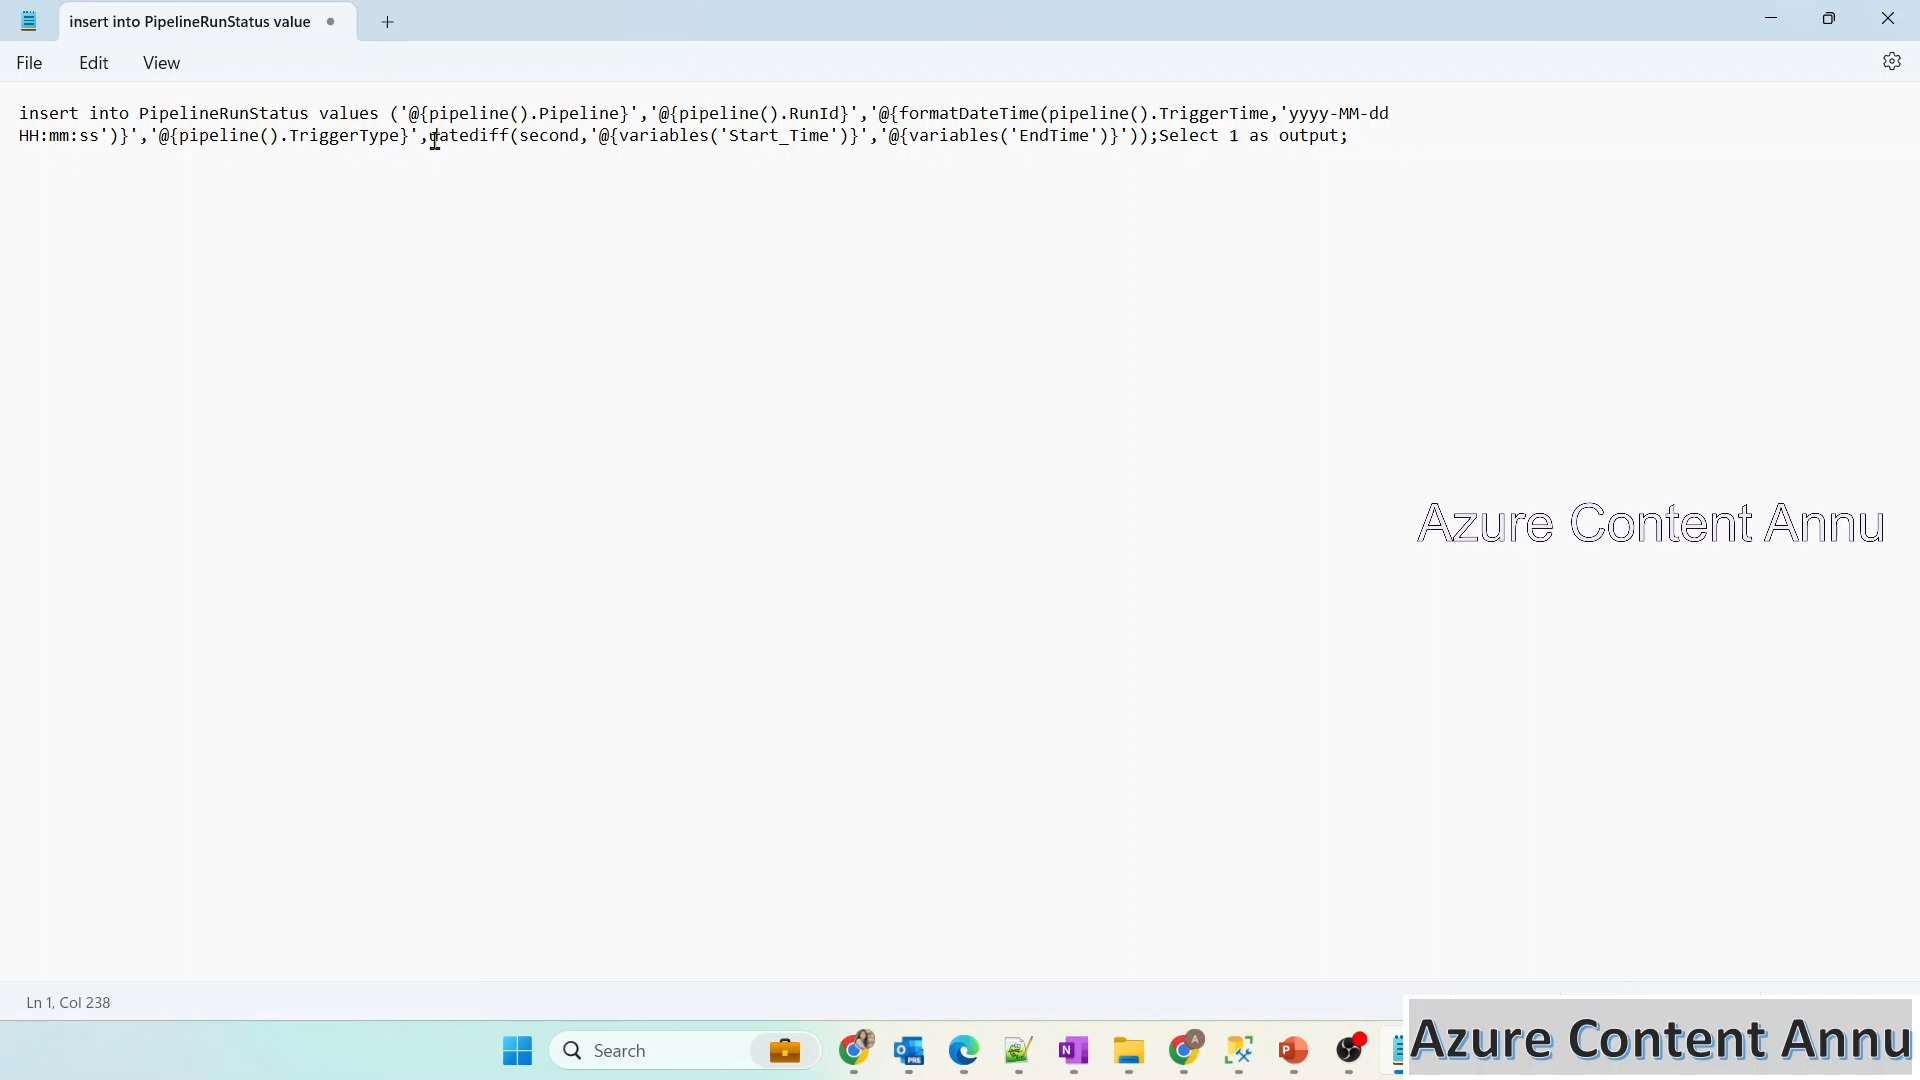 insert into PipelineRunStatus value
File Edit View
insert into PipelineRunStatus values ('@{pipeline().Pipeline}','@{pipeline().RunId}','@{formatDateTime(pipeline().TriggerTime,'yyyy-MM-dd
HH:mm:ss')}','@{pipeline().TriggerType}',datediff(second,'@{variables('Start_Time')}','@{variables('EndTime')}'));Select 1 as output;
Azure Content Annu
Ln 1, Col 238
Search
Azure Content Annu